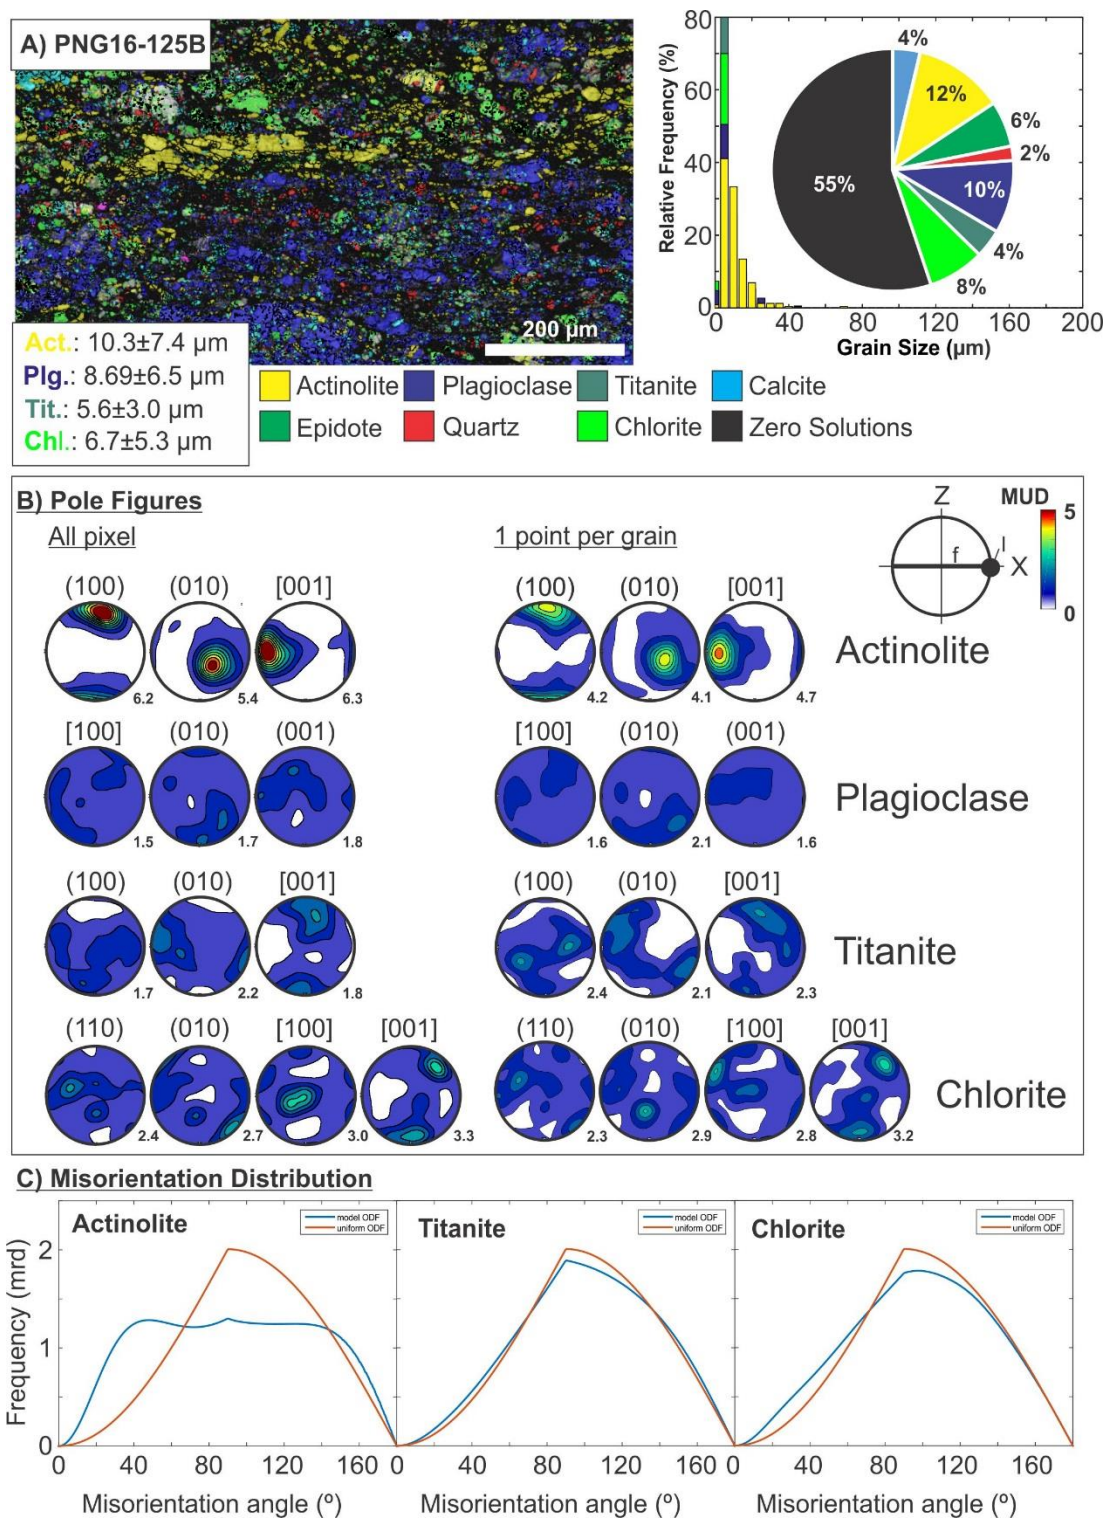 A) PNG16-125B
200 µm
Act.: 10.3±7.4 µm
Plg.: 8.69±6.5 µm
Tit.: 5.6±3.0 µm
Chl.: 6.7±5.3 µm
Relative Frequency (%)
80
60
40
20
0
0 40 80 120 160 200
Grain Size (µm)
4%
12%
6%
2%
10%
4%
8%
55%
Actinolite Plagioclase Titanite Calcite
Epidote Quartz Chlorite Zero Solutions
B) Pole Figures
All pixel 1 point per grain
Z
f
l
X
MUD
5
0
(100) (010) [001] (100) (010) [001]
Actinolite
6.2 5.4 6.3 4.2 4.1 4.7
[100] (010) (001) [100] (010) (001)
Plagioclase
1.5 1.7 1.8 1.6 2.1 1.6
(100) (010) [001] (100) (010) [001]
Titanite
1.7 2.2 1.8 2.4 2.1 2.3
(110) (010) [100] [001] (110) (010) [100] [001]
Chlorite
2.4 2.7 3.0 3.3 2.3 2.9 2.8 3.2
C) Misorientation Distribution
Actinolite
model ODF
uniform ODF
Titanite
model ODF
uniform ODF
Chlorite
model ODF
uniform ODF
Frequency (mrd)
2
1
0
0 40 80 120 160 0 40 80 120 160 0 40 80 120 160
Misorientation angle (º) Misorientation angle (º) Misorientation angle (º)